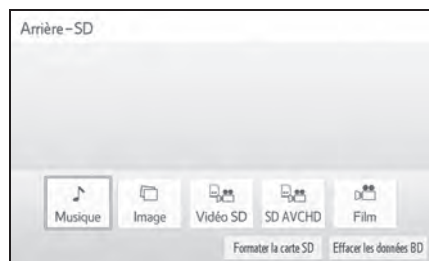 Arrière-SD
Musique Image Vidéo SD SD AVCHD Film
Formater la carte SD Effacer les données BD